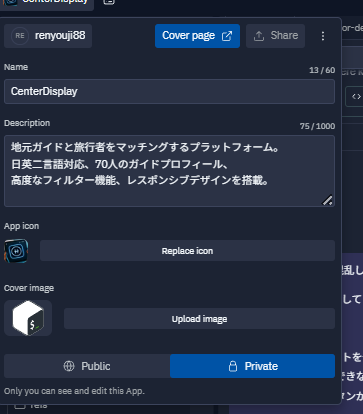 CenterDisplay
RE renyouji88
Cover page
Share
Name
13 / 60
CenterDisplay
Description
75 / 1000
地元ガイドと旅行者をマッチングするプラットフォーム。
日英二言語対応、70人のガイドプロフィール、
高度なフィルター機能、レスポンシブデザインを搭載。
App icon
Replace icon
Cover image
Upload image
Public
Private
Only you can see and edit this App.